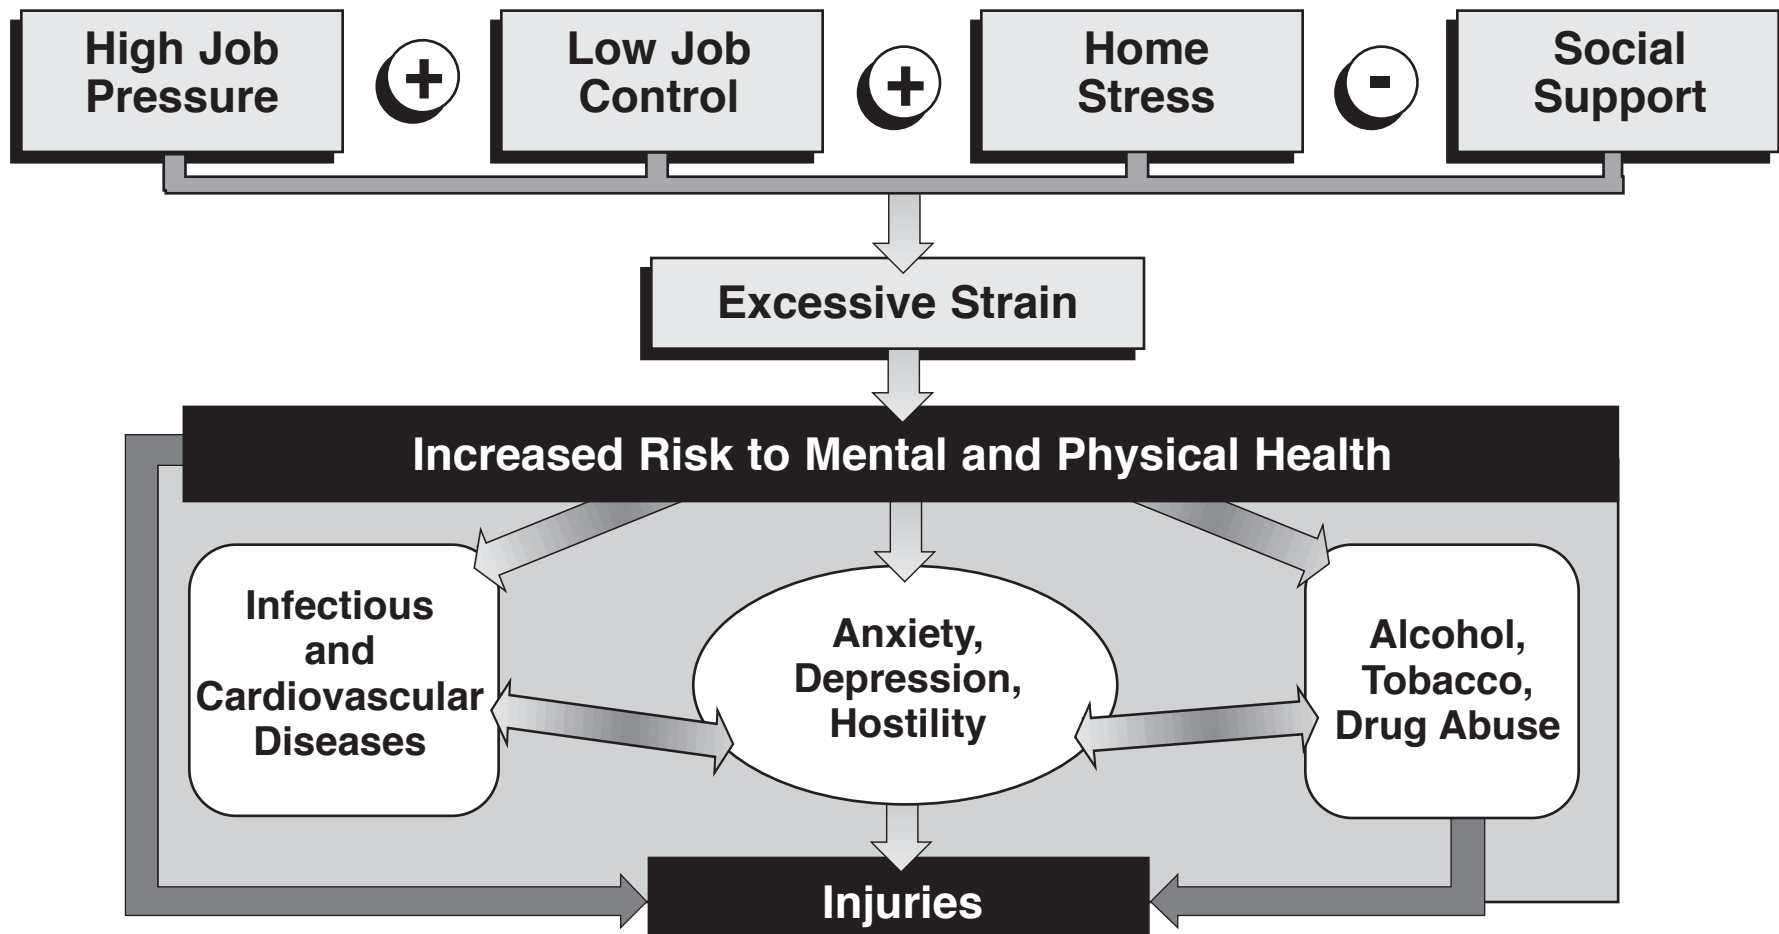 High Job
Pressure
+
Low Job
Control
+
Home
Stress
-
Social
Support
Excessive Strain
Increased Risk to Mental and Physical Health
Infectious
and
Cardiovascular
Diseases
Anxiety,
Depression,
Hostility
Alcohol,
Tobacco,
Drug Abuse
Injuries